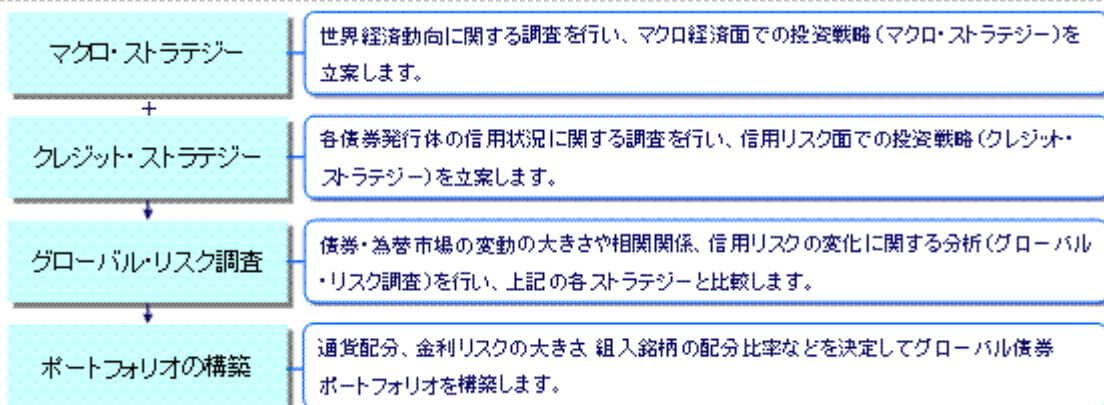 マクロ・ストラテジー
世界経済動向に関する調査を行い、マクロ経済面での投資戦略(マクロ・ストラテジー)を
立案します。
+
クレジット・ストラテジー
各債券発行体の信用状況に関する調査を行い、信用リスク面での投資戦略(クレジット・
ストラテジー)を立案します。
グローバル・リスク調査
債券・為替市場の変動の大きさや相関関係、信用リスクの変化に関する分析(グローバル
・リスク調査)を行い、上記の各ストラテジーと比較します。
ポートフォリオの構築
通貨配分、金利リスクの大きさ、組入銘柄の配分比率などを決定してグローバル債券
ポートフォリオを構築します。